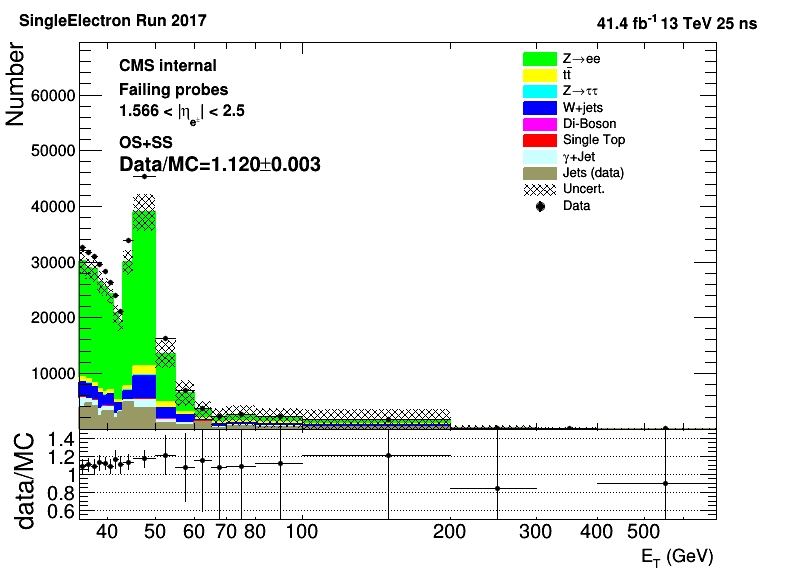 SingleElectron Run 2017
41.4 fb⁻¹ 13 TeV 25 ns
Number
CMS internal
Failing probes
1.566 < |η_e±| < 2.5
OS+SS
Data/MC=1.120±0.003
Z→ee
tt̄
Z→ττ
W+jets
Di-Boson
Single Top
γ+Jet
Jets (data)
Uncert.
Data
60000
50000
40000
30000
20000
10000
data/MC
1.4
1.2
1
0.8
0.6
40 50 60 70 80 100 200 300 400 500
E_T (GeV)